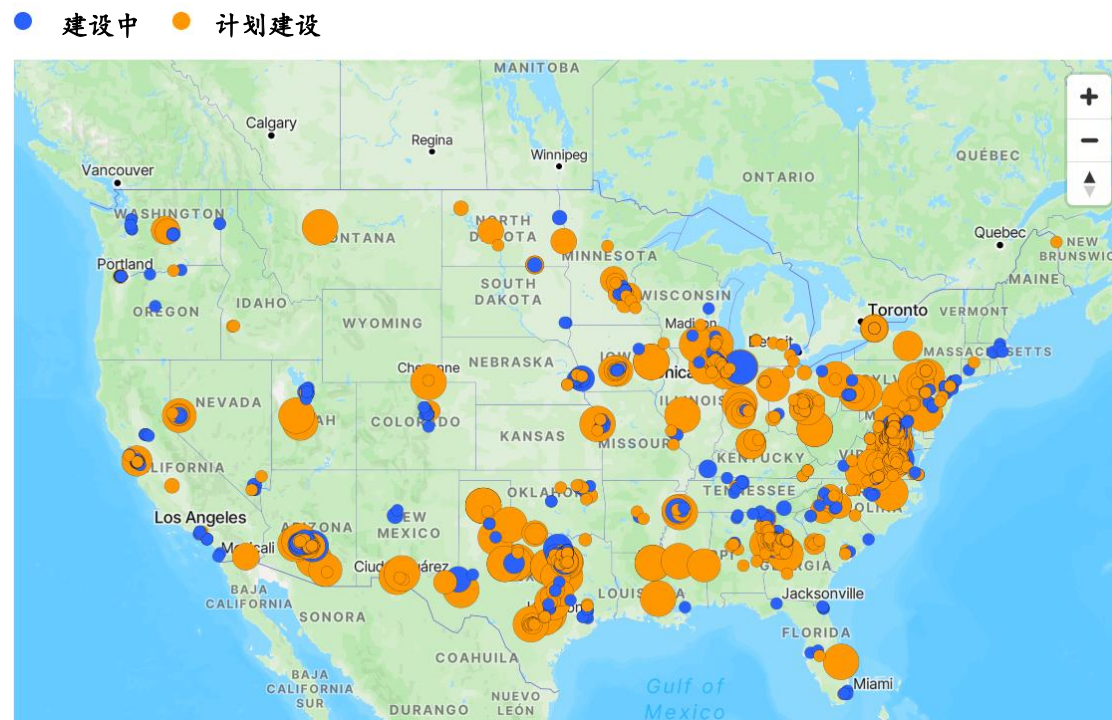 建设中 计划建设
MANITOBA
Calgary
Regina
Winnipeg
Vancouver
ONTARIO
QUÉBEC
WASHINGTON
NORTH
DAKOTA
MONTANA
Quebec
NEW
BRUNSWIC
Portland
MINNESOTA
MAINE
SOUTH
DAKOTA
WISCONSIN
OREGON
IDAHO
WYOMING
Toronto
VERMONT
Madison
Detroit
MASSACHUSETTS
Cheyenne
NEBRASKA
IOWA
Chica
NEVADA
UTAH
COLORADO
ILLINOIS
KANSAS
MISSOURI
KENTUCKY
CALIFORNIA
OKLAHOMA
TENNESSEE
Los Angeles
ARIZONA
NEW
MEXICO
Mexicali
Ciudad Juárez
GEORGIA
BAJA
CALIFORNIA
LOUISIANA
Jacksonville
SONORA
FLORIDA
COAHUILA
BAJA
CALIFORNIA
SUR
Miami
Gulf of
Mexico
NUEVO
LEÓN
DURANGO